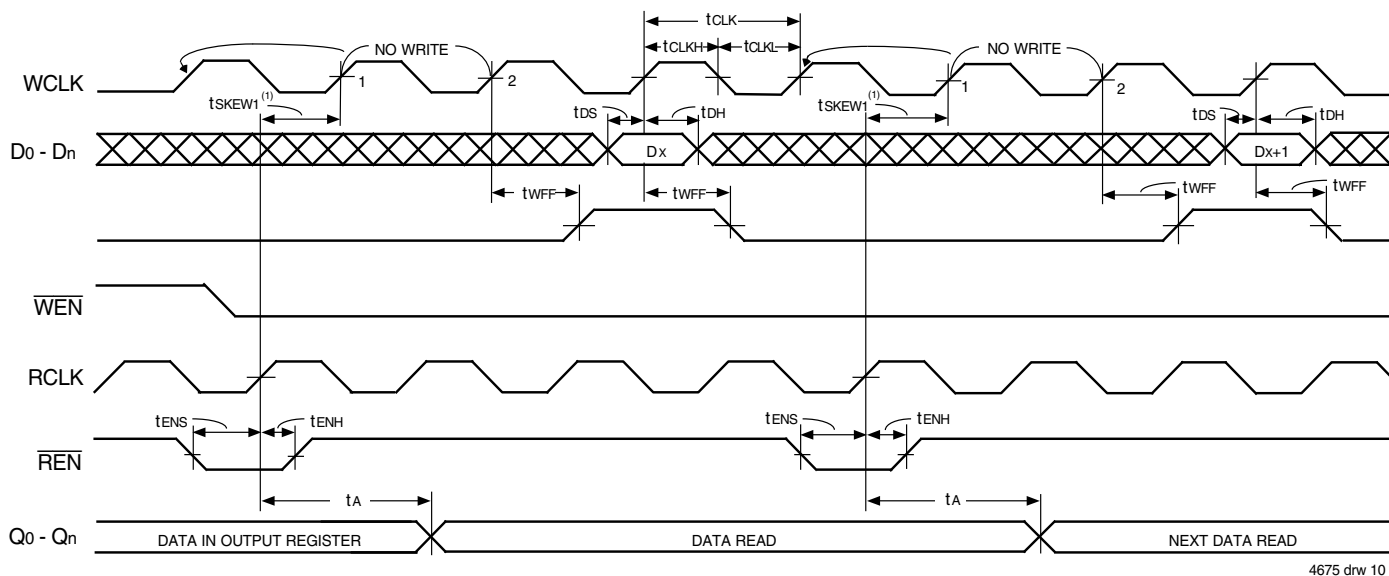 tCLK
NO WRITE tCLKH tCLKL NO WRITE
WCLK 1 2 1 2
tSKEW1(1) tDS tDH tSKEW1(1) tDS tDH
D0 - Dn Dx Dx+1
tWFF tWFF tWFF tWFF
WEN
RCLK
tENS tENH tENS tENH
REN
tA tA
Q0 - Qn DATA IN OUTPUT REGISTER DATA READ NEXT DATA READ
4675 drw 10